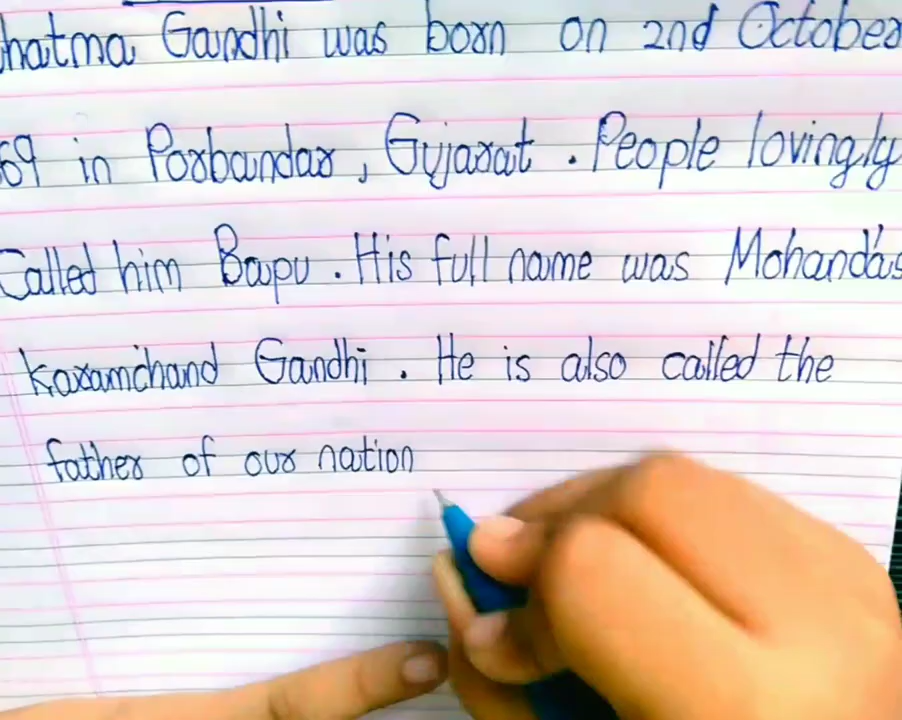 hatma Gandhi was born on 2nd October
69 in Porbandar, Gujarat. People lovingly
Called him Bapu. His full name was Mohandas
karamchand Gandhi. He is also called the
father of our nation